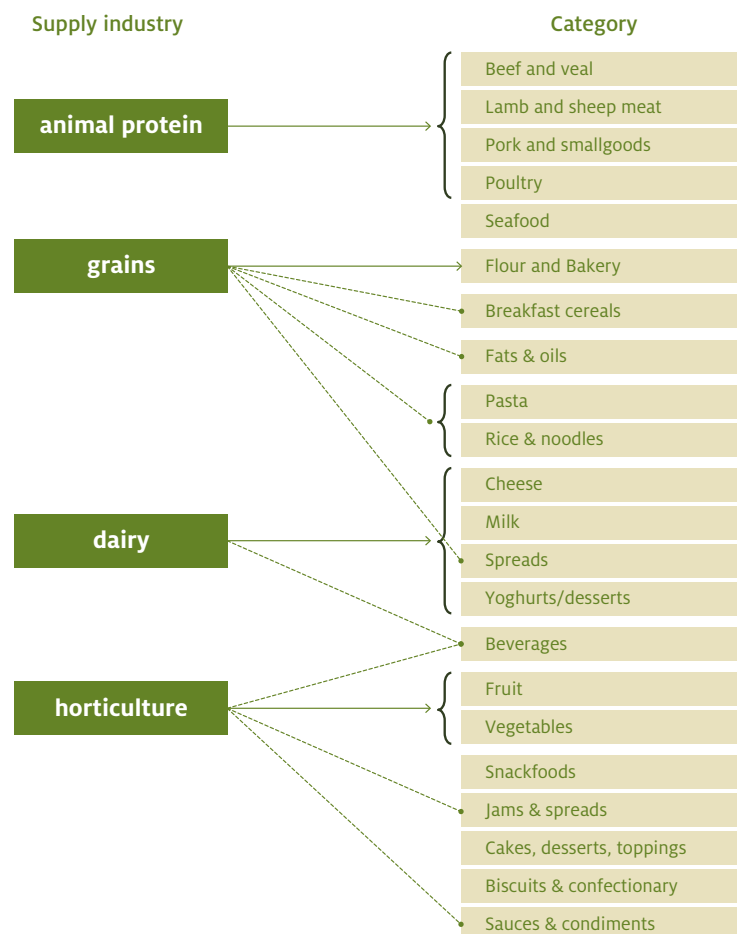 Supply industry
Category
animal protein
Beef and veal
Lamb and sheep meat
Pork and smallgoods
Poultry
Seafood
grains
Flour and Bakery
Breakfast cereals
Fats & oils
Pasta
Rice & noodles
dairy
Cheese
Milk
Spreads
Yoghurts/desserts
Beverages
horticulture
Fruit
Vegetables
Snackfoods
Jams & spreads
Cakes, desserts, toppings
Biscuits & confectionary
Sauces & condiments